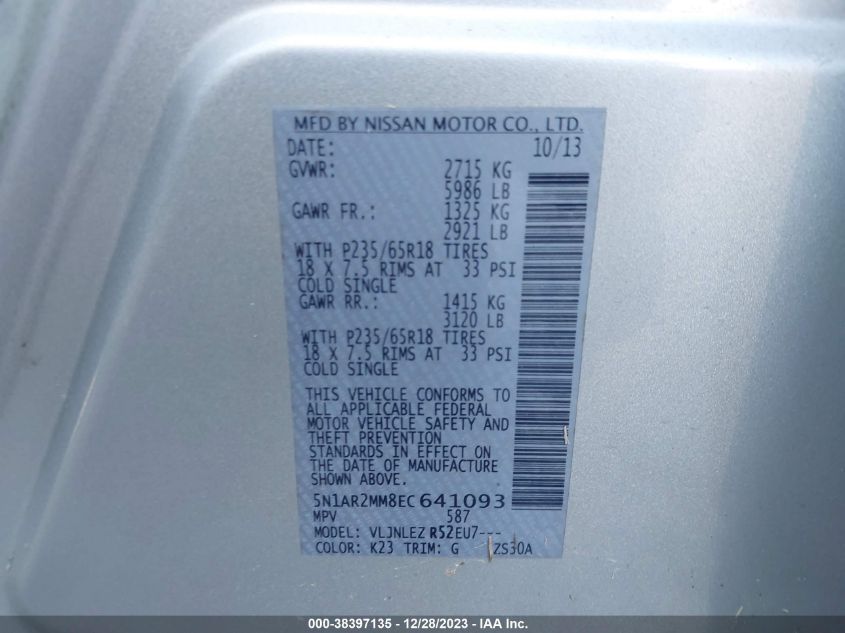 MFD BY NISSAN MOTOR CO., LTD.
DATE: 10/13
GVWR: 2715 KG
5986 LB
GAWR FR.: 1325 KG
2921 LB
WITH P235/65R18 TIRES
18 X 7.5 RIMS AT 33 PSI
COLD SINGLE
GAWR RR.: 1415 KG
3120 LB
WITH P235/65R18 TIRES
18 X 7.5 RIMS AT 33 PSI
COLD SINGLE
THIS VEHICLE CONFORMS TO
ALL APPLICABLE FEDERAL
MOTOR VEHICLE SAFETY AND
THEFT PREVENTION
STANDARDS IN EFFECT ON
THE DATE OF MANUFACTURE
SHOWN ABOVE.
5N1AR2MM8EC641093
MPV 587
MODEL: VLJNLEZ R52EU7---
COLOR: K23 TRIM: G ZS30A
000-38397135 - 12/28/2023 - IAA Inc.